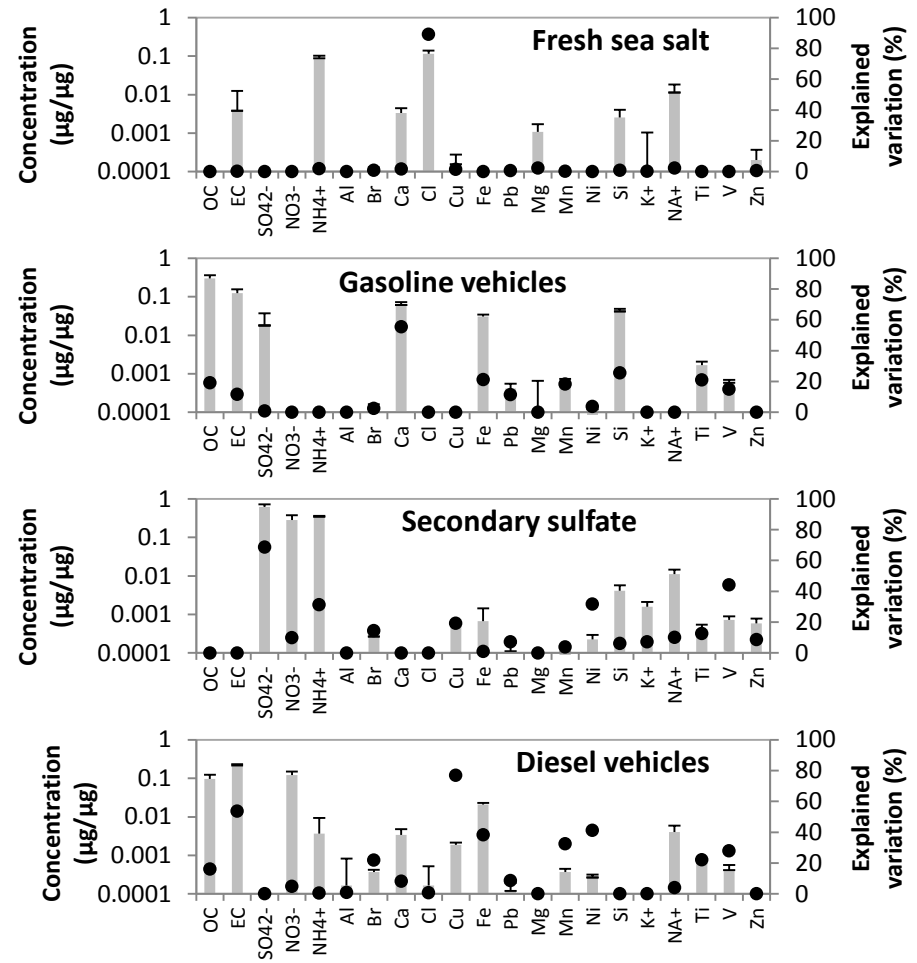 Fresh sea salt
Concentration
(µg/µg)
1
0.1
0.01
0.001
0.0001
100
80
60
40
20
0
Explained
variation (%)
OC EC SO42- NO3- NH4+ Al Br Ca Cl Cu Fe Pb Mg Mn Ni Si K+ NA+ Ti V Zn
Gasoline vehicles
Concentration
(µg/µg)
1
0.1
0.01
0.001
0.0001
100
80
60
40
20
0
Explained
variation (%)
OC EC SO42- NO3- NH4+ Al Br Ca Cl Cu Fe Pb Mg Mn Ni Si K+ NA+ Ti V Zn
Secondary sulfate
Concentration
(µg/µg)
1
0.1
0.01
0.001
0.0001
100
80
60
40
20
0
Explained
variation (%)
OC EC SO42- NO3- NH4+ Al Br Ca Cl Cu Fe Pb Mg Mn Ni Si K+ NA+ Ti V Zn
Diesel vehicles
Concentration
(µg/µg)
1
0.1
0.01
0.001
0.0001
100
80
60
40
20
0
Explained
variation (%)
OC EC SO42- NO3- NH4+ Al Br Ca Cl Cu Fe Pb Mg Mn Ni Si K+ NA+ Ti V Zn